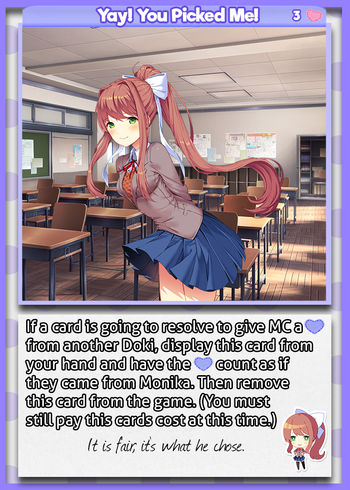 Yay! You Picked Me!
3
If a card is going to resolve to give MC a
from another Doki, display this card from
your hand and have the count as if
they came from Monika. Then remove
this card from the game. (You must
still pay this cards cost at this time.)
It is fair, it's what he chose.